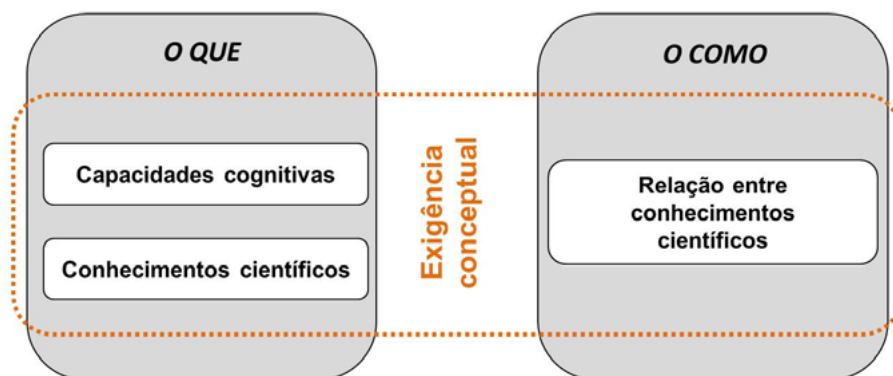 O QUE
Capacidades cognitivas
Conhecimentos científicos
Exigência
conceptual
O COMO
Relação entre
conhecimentos
científicos